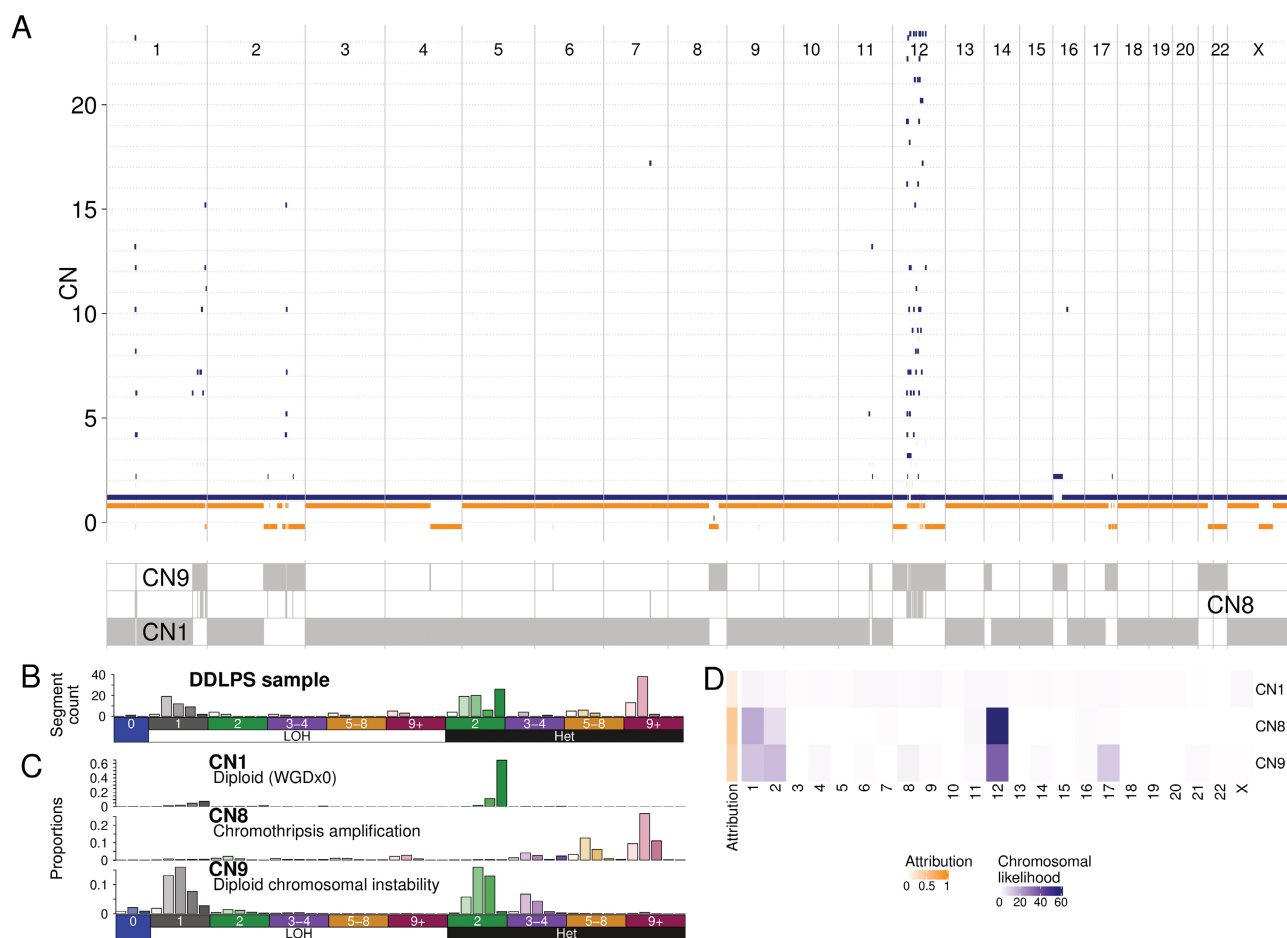 A
1 2 3 4 5 6 7 8 9 10 11 12 13 14 15 16 17 18 19 20 22 X
20
15
CN
10
5
0
CN9
CN8
CN1
B
DDLPS sample
Segment
count
40
20
0
0 1 2 3–4 5–8 9+ 2 3–4 5–8 9+
LOH Het
C
Proportions
CN1
Diploid (WGDx0)
0.6
0.4
0.2
0
CN8
Chromothripsis amplification
0.2
0.1
0
CN9
Diploid chromosomal instability
0.1
0
0 1 2 3–4 5–8 9+ 2 3–4 5–8 9+
LOH Het
D
CN1
CN8
CN9
Attribution
1 2 3 4 5 6 7 8 9 10 11 12 13 14 15 16 17 18 19 20 21 22 X
Attribution
0 0.5 1
Chromosomal
likelihood
0 20 40 60